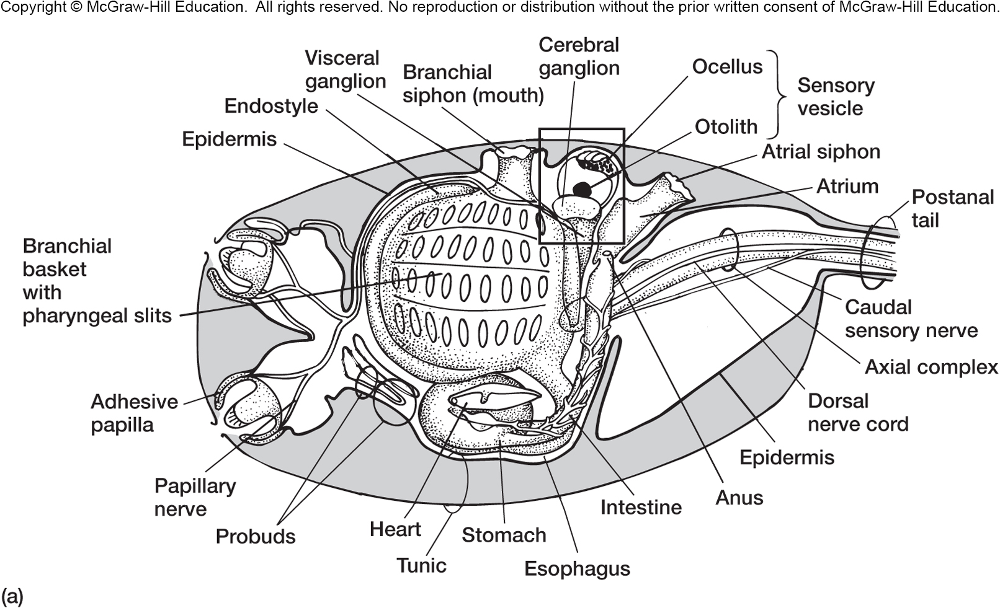 Copyright © McGraw-Hill Education.  All rights reserved. No reproduction or distribution without the prior written consent of McGraw-Hill Education.
Cerebral
ganglion
Visceral
ganglion
Branchial
siphon (mouth)
Ocellus
Sensory
vesicle
Endostyle
Otolith
Epidermis
Atrial siphon
Atrium
Postanal
tail
Branchial
basket
with
pharyngeal slits
Caudal
sensory nerve
Axial complex
Adhesive
papilla
Dorsal
nerve cord
Epidermis
Papillary
nerve
Anus
Intestine
Probuds
Heart
Stomach
Tunic
Esophagus
(a)